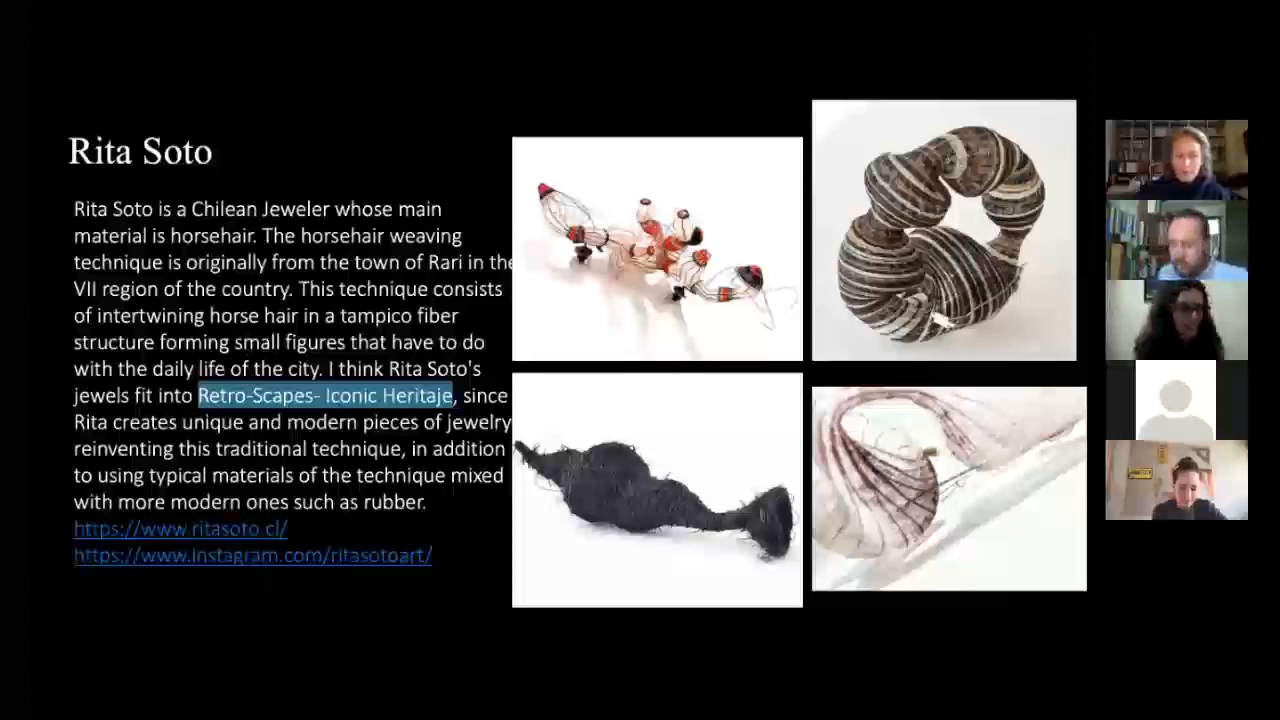 Rita Soto
Rita Soto is a Chilean Jeweler whose main
material is horsehair. The horsehair weaving
technique is originally from the town of Rari in the
VII region of the country. This technique consists
of intertwining horse hair in a tampico fiber
structure forming small figures that have to do
with the daily life of the city. I think Rita Soto's
jewels fit into Retro-Scapes- Iconic Heritaje, since
Rita creates unique and modern pieces of jewelry
reinventing this traditional technique, in addition
to using typical materials of the technique mixed
with more modern ones such as rubber.
https://www.ritasoto.cl/
https://www.instagram.com/ritasotoart/